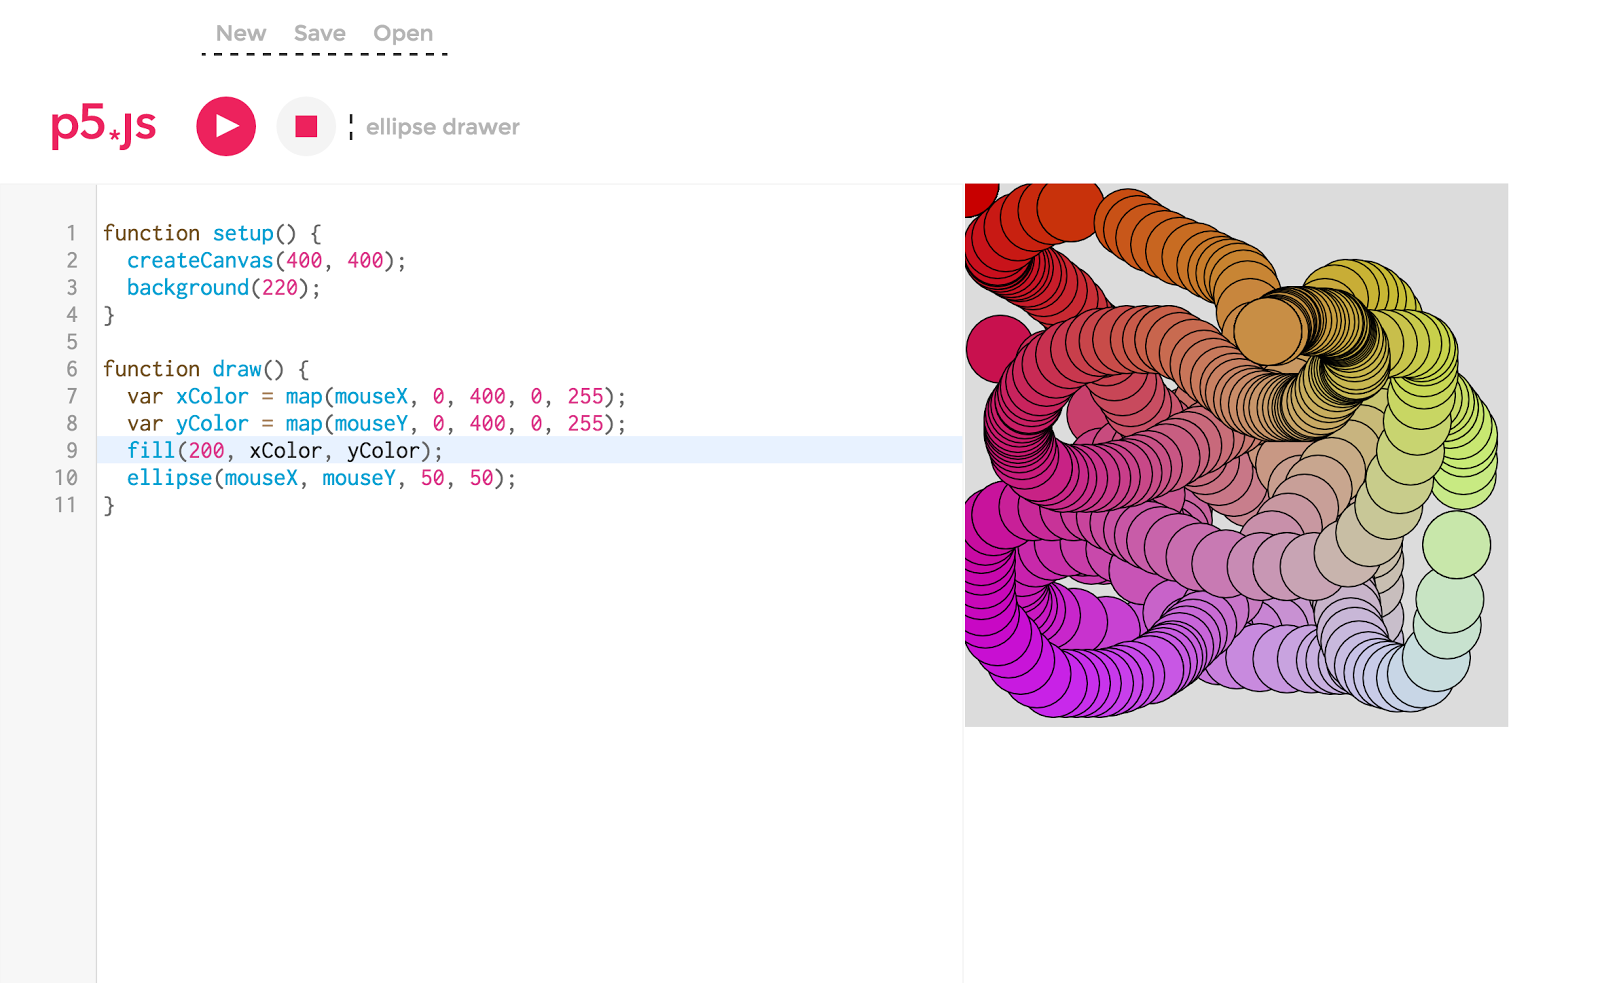 New Save Open
p5*js ellipse drawer
1 function setup() {
2 createCanvas(400, 400);
3 background(220);
4 }
5
6 function draw() {
7 var xColor = map(mouseX, 0, 400, 0, 255);
8 var yColor = map(mouseY, 0, 400, 0, 255);
9 fill(200, xColor, yColor);
10 ellipse(mouseX, mouseY, 50, 50);
11 }